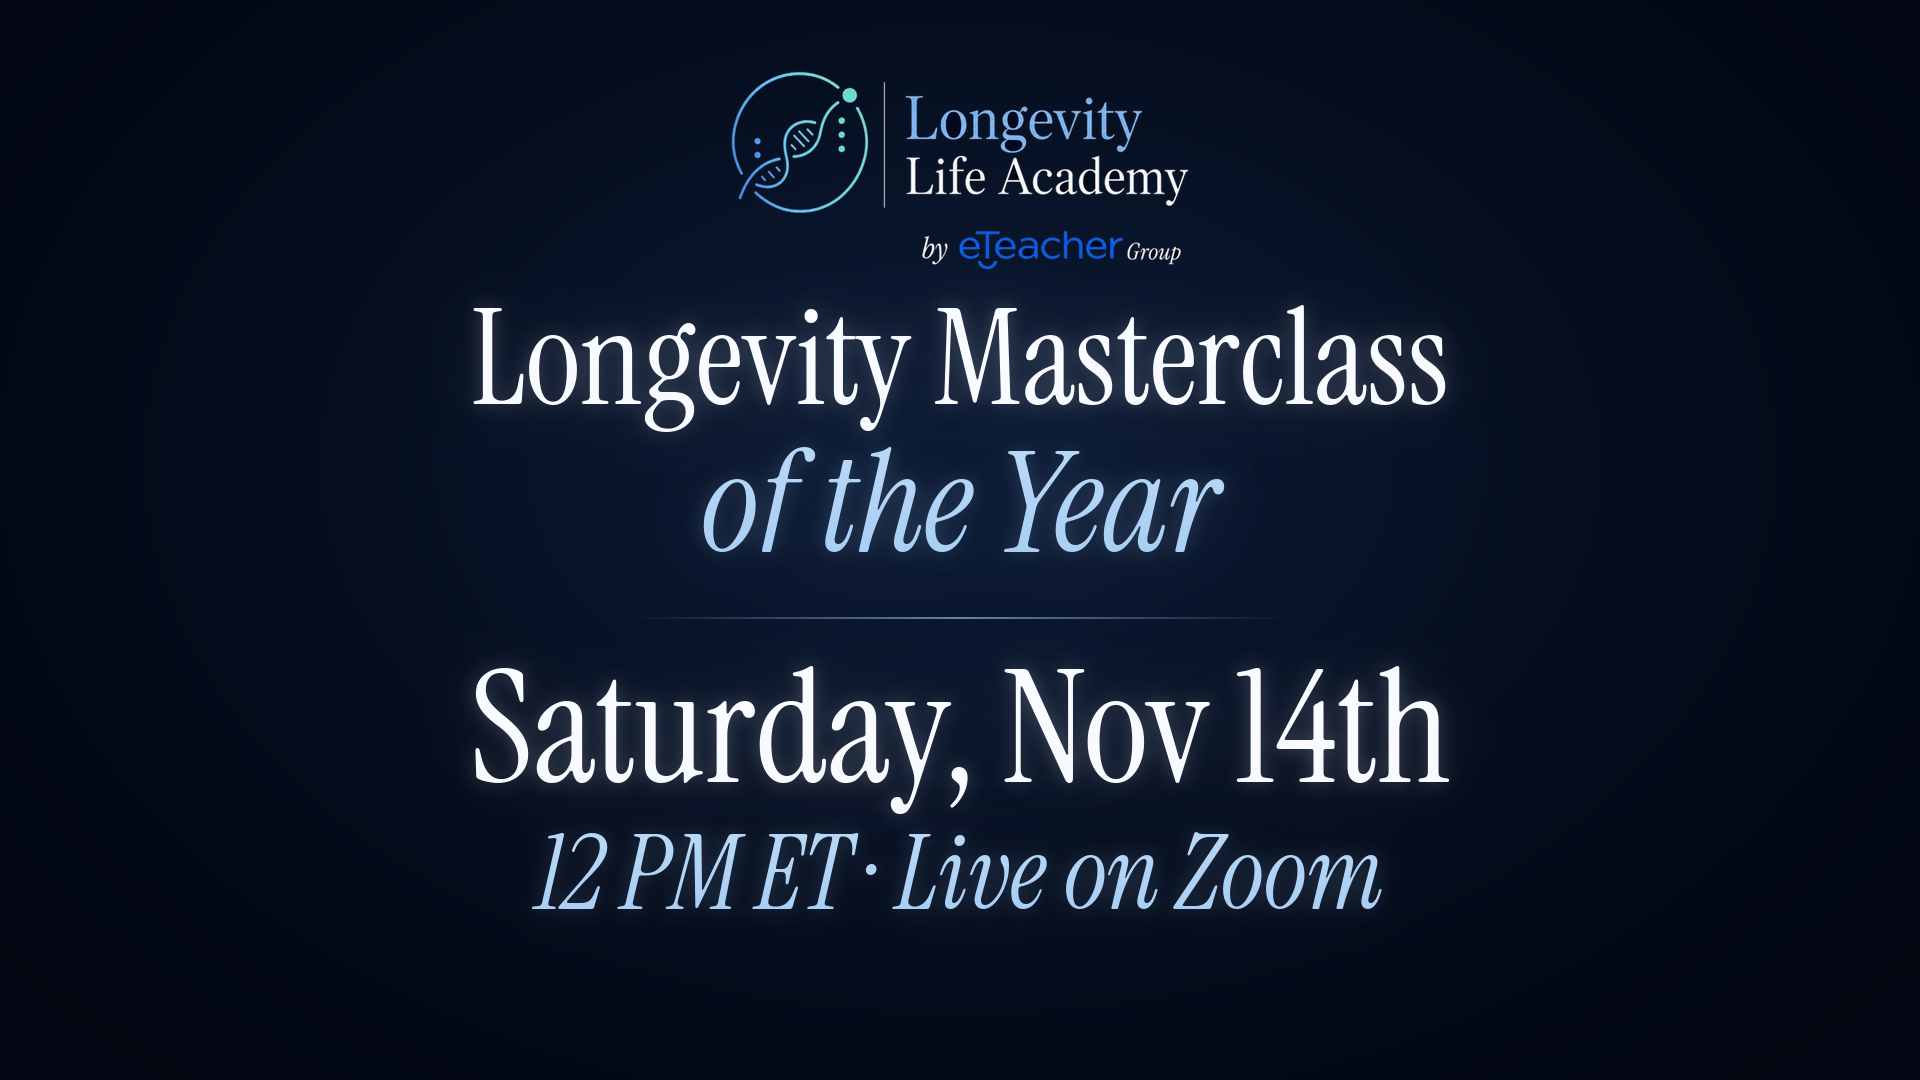 Longevity
Life Academy
by eTeacher Group
Longevity Masterclass
of the Year
Saturday, Nov 14th
12 PM ET · Live on Zoom